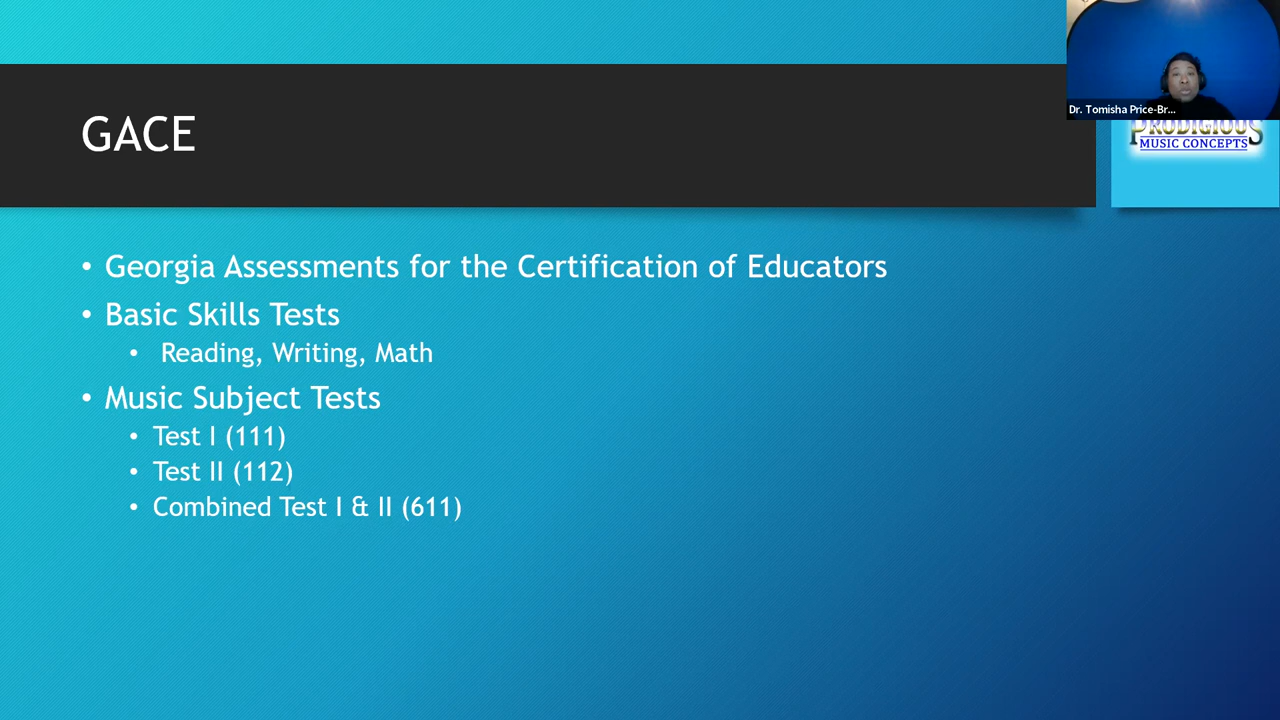 Dr. Tomisha Price-Br...
GACE
PRODIGIOUS
MUSIC CONCEPTS
• Georgia Assessments for the Certification of Educators
• Basic Skills Tests
• Reading, Writing, Math
• Music Subject Tests
• Test I (111)
• Test II (112)
• Combined Test I & II (611)